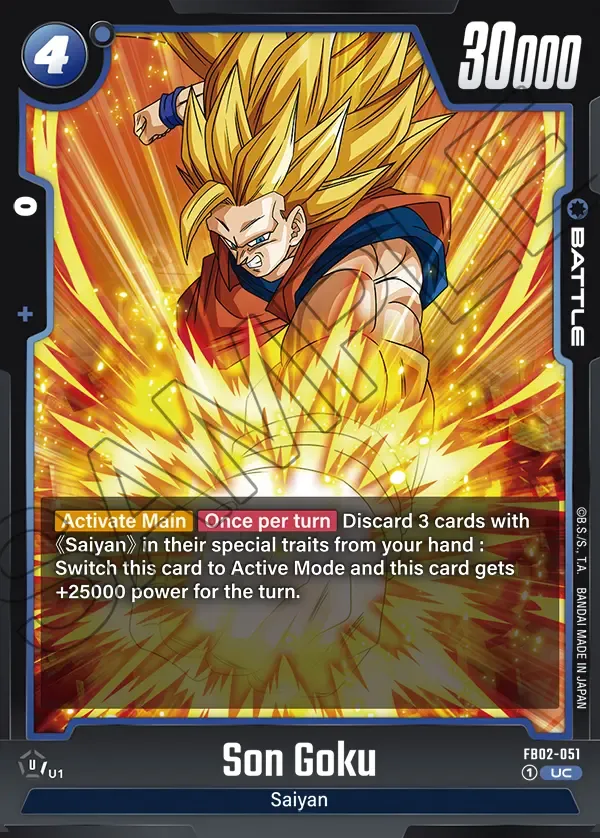 4
30000
0
+
BATTLE
SAMPLE
Activate Main Once per turn Discard 3 cards with
《Saiyan》 in their special traits from your hand :
Switch this card to Active Mode and this card gets
+25000 power for the turn.
©B.S./S., T.A. BANDAI MADE IN JAPAN
U U1
Son Goku
FB02-051
1 UC
Saiyan